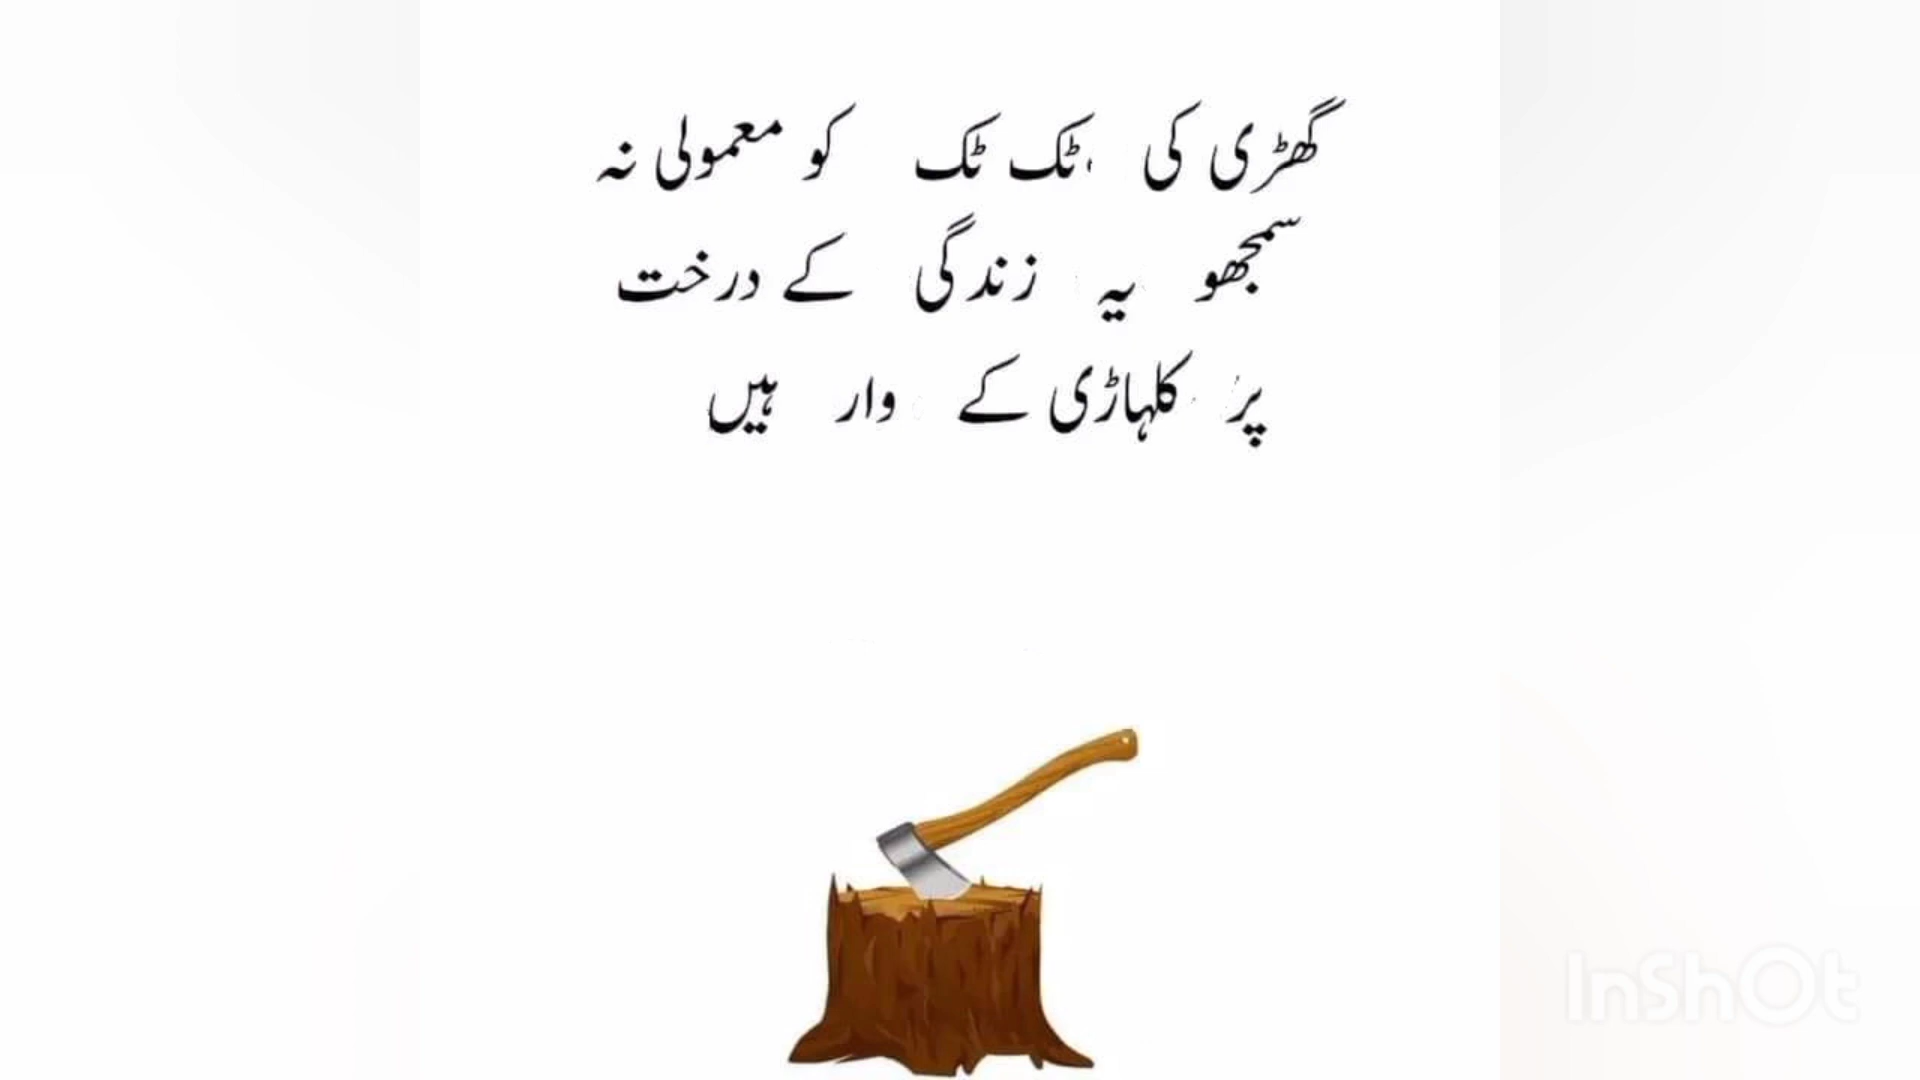 گھڑی کی ٹک ٹک کو معمولی نہ
سمجھو یہ زندگی کے درخت
پر کلہاڑی کے وار ہیں
InShOt